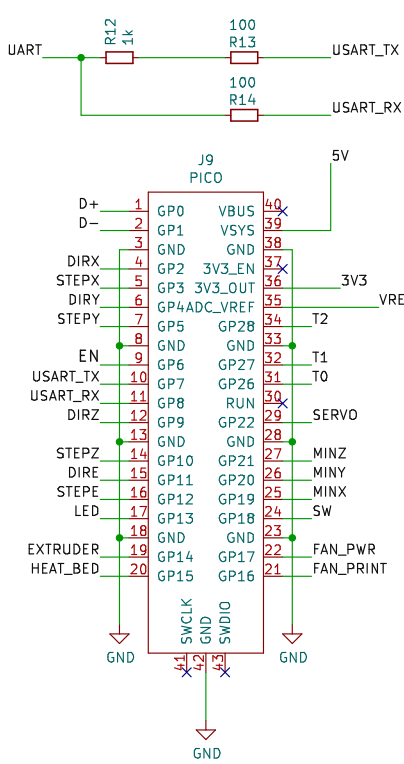 R12
1k
100
R13
UART
USART_TX
100
R14
USART_RX
5V
J9
PICO
D+ 1 GP0 VBUS 40
D- 2 GP1 VSYS 39
3 GND GND 38
DIRX 4 GP2 3V3_EN 37
STEPX 5 GP3 3V3_OUT 36 3V3
DIRY 6 GP4 ADC_VREF 35 VRE
STEPY 7 GP5 GP28 34 T2
8 GND GND 33
EN 9 GP6 GP27 32 T1
USART_TX 10 GP7 GP26 31 T0
USART_RX 11 GP8 RUN 30
DIRZ 12 GP9 GP22 29 SERVO
13 GND GND 28
STEPZ 14 GP10 GP21 27 MINZ
DIRE 15 GP11 GP20 26 MINY
STEPE 16 GP12 GP19 25 MINX
LED 17 GP13 GP18 24 SW
18 GND GND 23
EXTRUDER 19 GP14 GP17 22 FAN_PWR
HEAT_BED 20 GP15 GP16 21 FAN_PRINT
SWCLK GND SWDIO
41 42 43
GND GND
GND